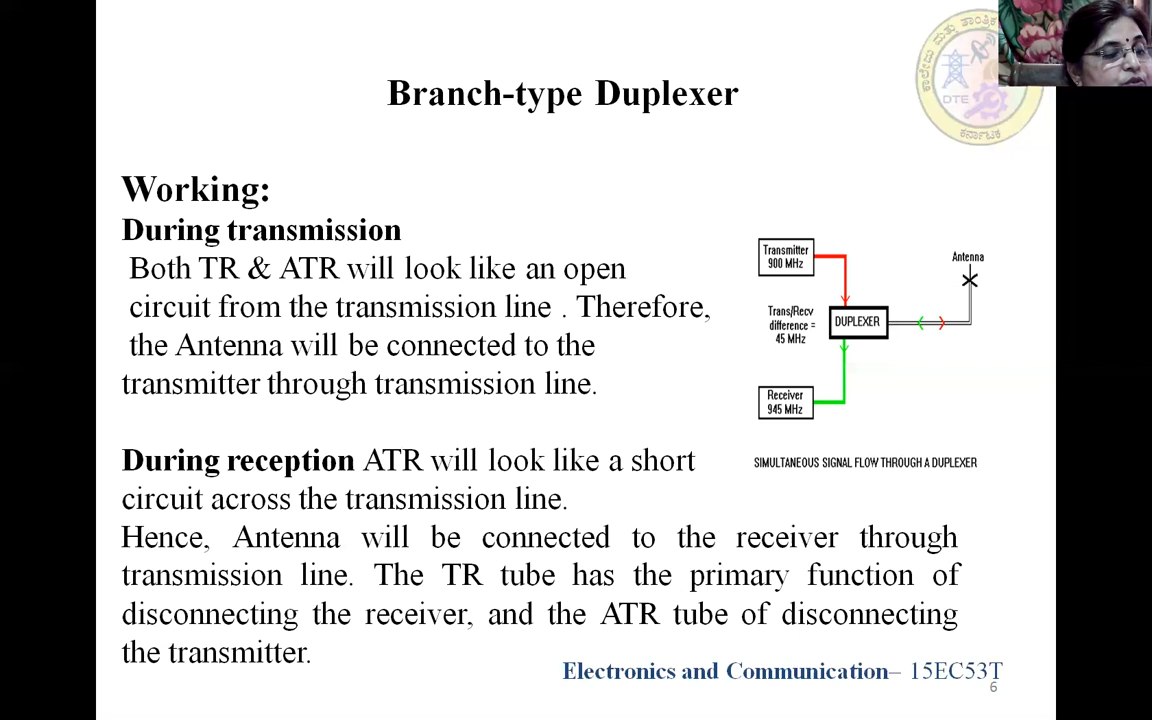 Branch-type Duplexer
DTE
Working:
During transmission
Both TR & ATR will look like an open
circuit from the transmission line . Therefore,
the Antenna will be connected to the
transmitter through transmission line.
Transmitter
900 MHz
Antenna
Trans/Recv
difference =
45 MHz
DUPLEXER
Receiver
945 MHz
SIMULTANEOUS SIGNAL FLOW THROUGH A DUPLEXER
During reception ATR will look like a short
circuit across the transmission line.
Hence, Antenna will be connected to the receiver through
transmission line. The TR tube has the primary function of
disconnecting the receiver, and the ATR tube of disconnecting
the transmitter.
Electronics and Communication– 15EC53T
6